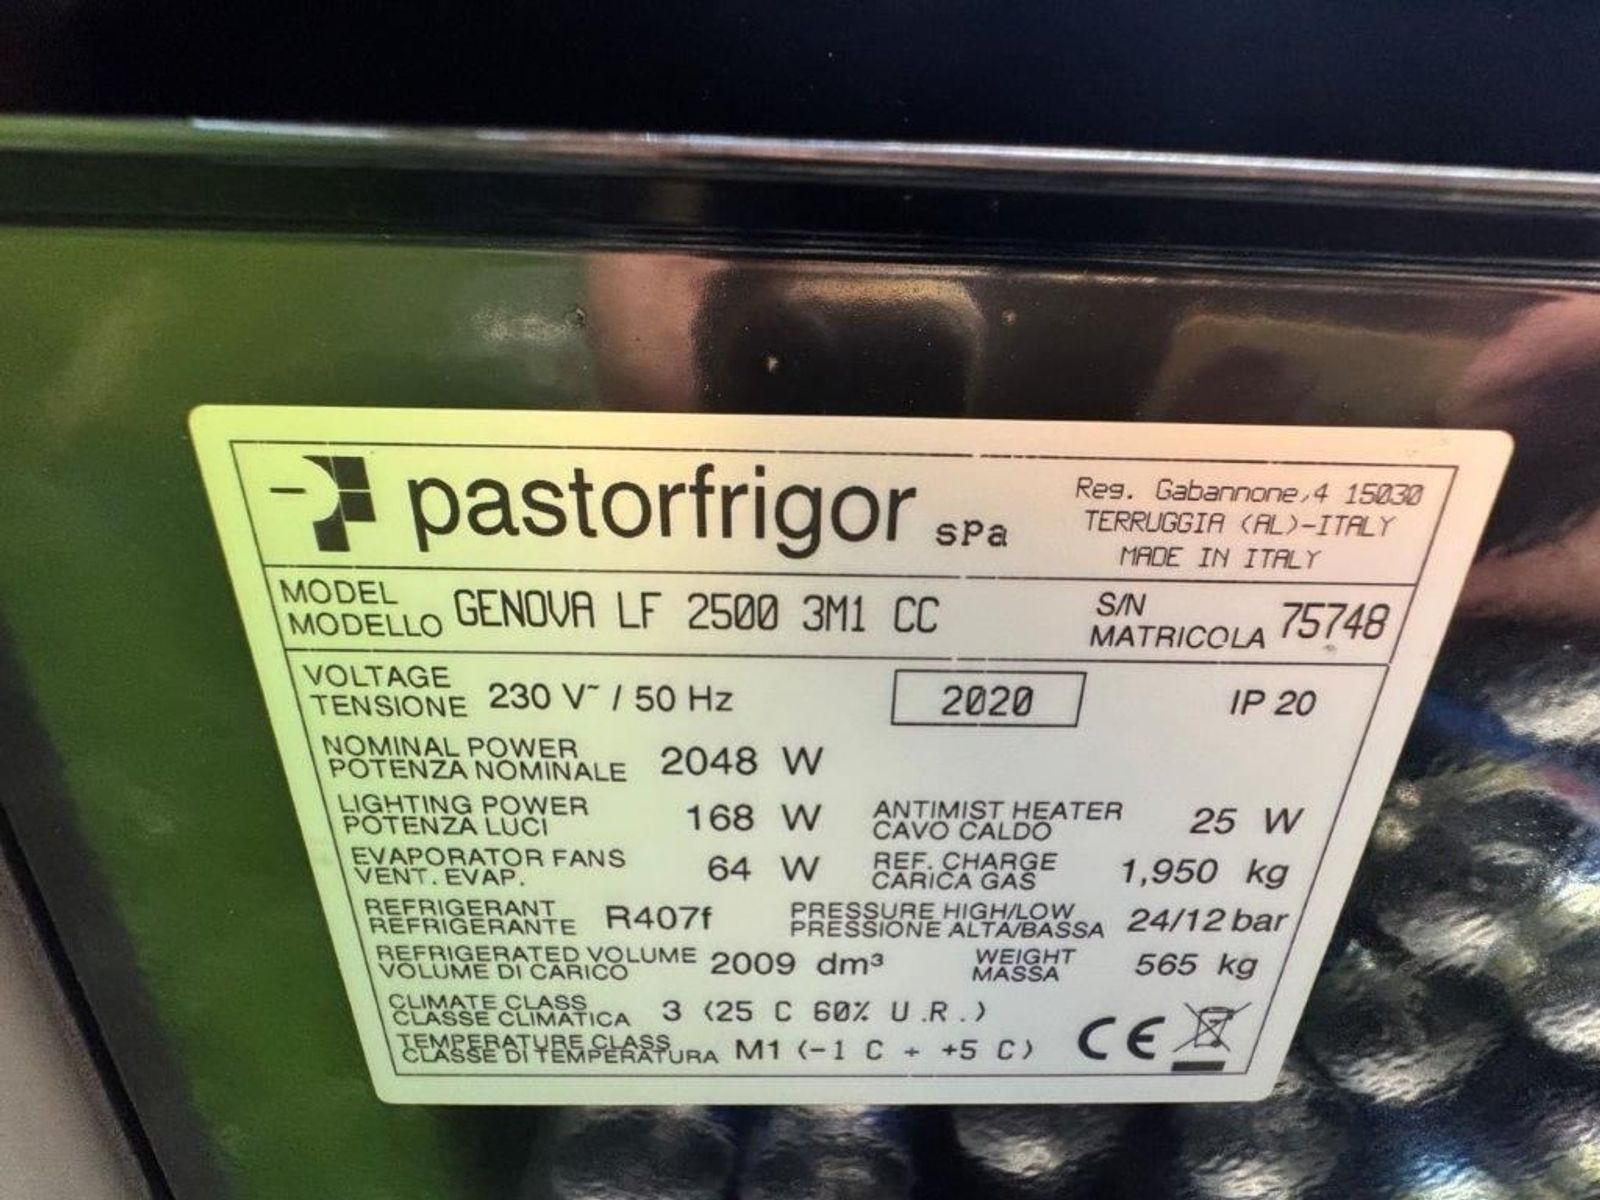 pastorfrigor spa
Reg. Gabannone,4 15030
TERRUGGIA (AL)-ITALY
MADE IN ITALY
MODEL
MODELLO GENOVA LF 2500 3M1 CC
S/N
MATRICOLA 75748
VOLTAGE
TENSIONE 230 V~ / 50 Hz 2020 IP 20
NOMINAL POWER
POTENZA NOMINALE 2048 W
LIGHTING POWER
POTENZA LUCI 168 W
ANTIMIST HEATER
CAVO CALDO 25 W
EVAPORATOR FANS
VENT. EVAP. 64 W
REF. CHARGE
CARICA GAS 1,950 kg
REFRIGERANT
REFRIGERANTE R407f
PRESSURE HIGH/LOW
PRESSIONE ALTA/BASSA 24/12 bar
REFRIGERATED VOLUME
VOLUME DI CARICO 2009 dm³
WEIGHT
MASSA 565 kg
CLIMATE CLASS
CLASSE CLIMATICA 3 (25 C 60% U.R.)
TEMPERATURE CLASS
CLASSE DI TEMPERATURA M1 (-1 C ÷ +5 C)
CE